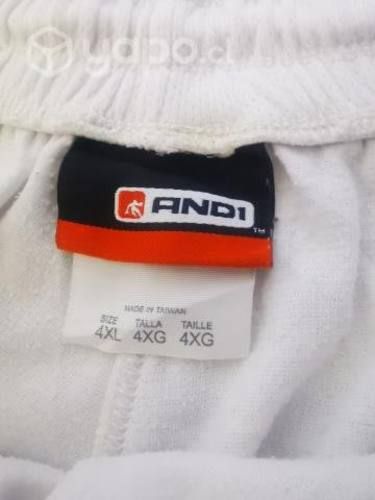 yapo.cl
AND1
TM
MADE IN TAIWAN
SIZE TALLA TAILLE
4XL 4XG 4XG